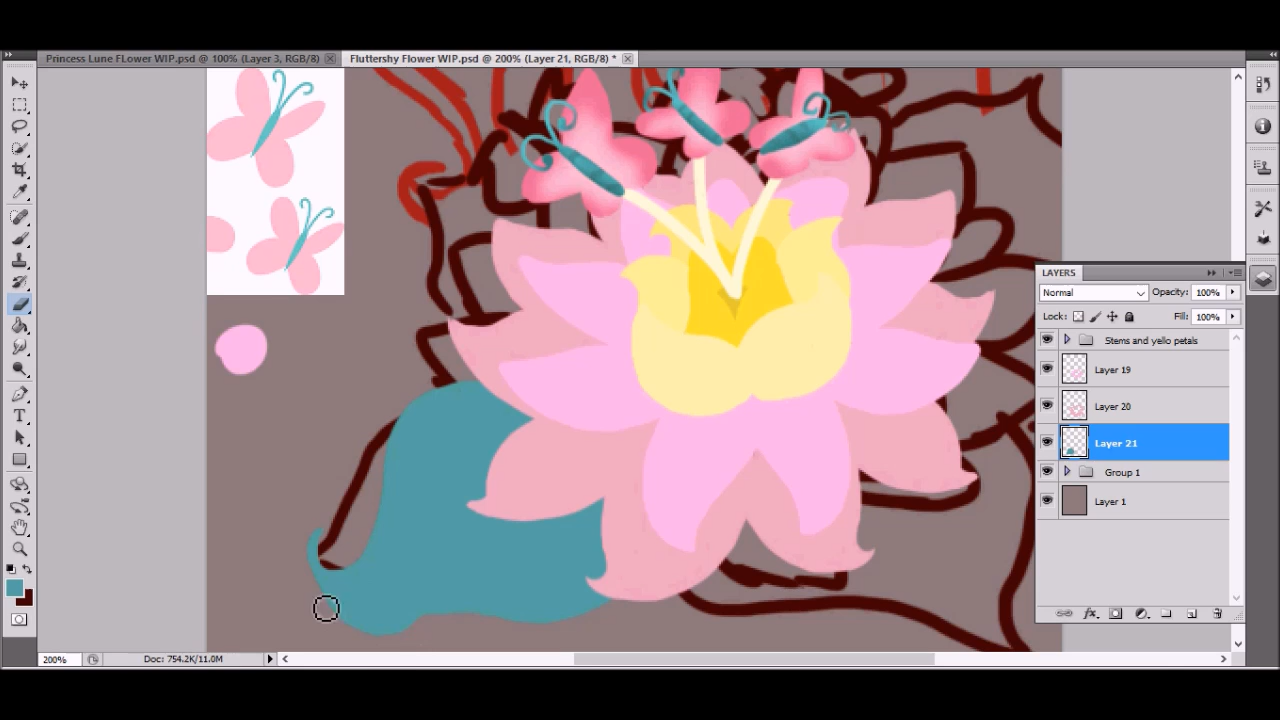 Princess Lune FLower WIP.psd @ 100% (Layer 3, RGB/8)
Fluttershy Flower WIP.psd @ 200% (Layer 21, RGB/8) *
LAYERS
Normal
Opacity: 100%
Lock:
Fill: 100%
Stems and yello petals
Layer 19
Layer 20
Layer 21
Group 1
Layer 1
200%
Doc: 754.2K/11.0M